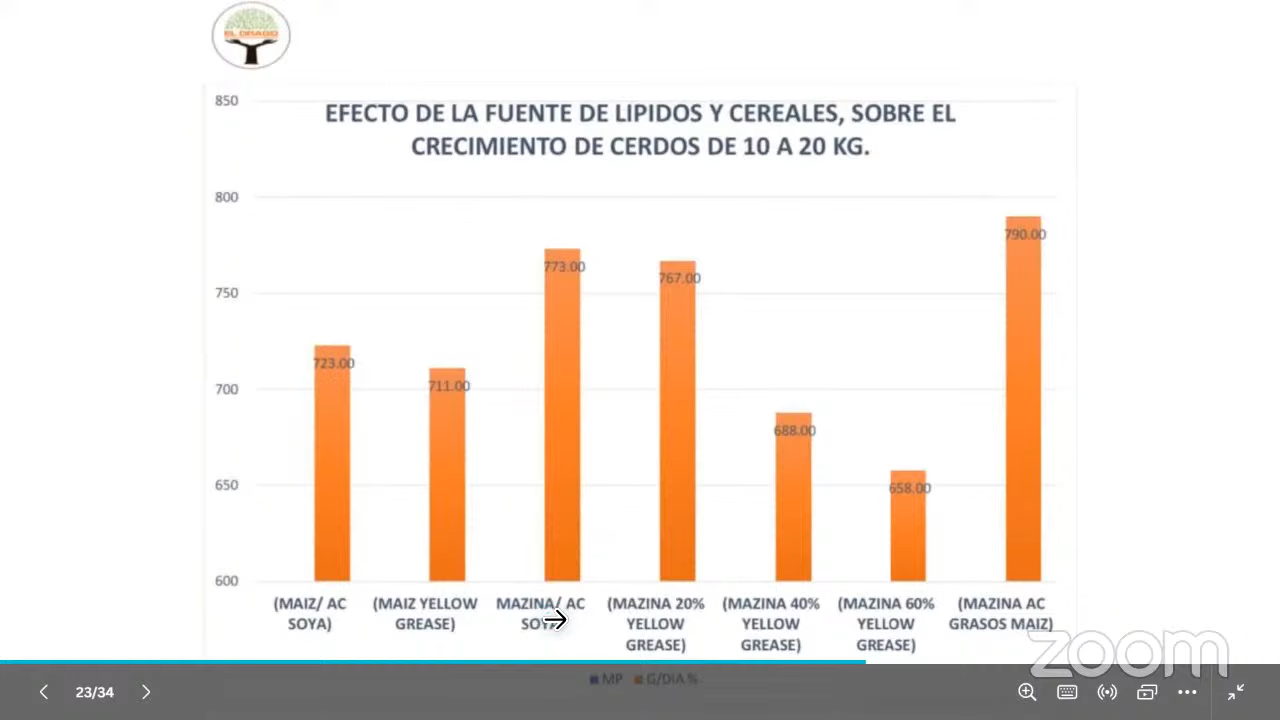 EL DRAGO
EFECTO DE LA FUENTE DE LIPIDOS Y CEREALES, SOBRE EL
CRECIMIENTO DE CERDOS DE 10 A 20 KG.
850
800
750
700
650
600
723.00
711.00
773.00
767.00
688.00
658.00
790.00
(MAIZ/ AC
SOYA)
(MAIZ YELLOW
GREASE)
MAZINA/ AC
SOYA)
(MAZINA 20%
YELLOW
GREASE)
(MAZINA 40%
YELLOW
GREASE)
(MAZINA 60%
YELLOW
GREASE)
(MAZINA AC
GRASOS MAIZ)
MP
G/DIA %
zoom
23/34